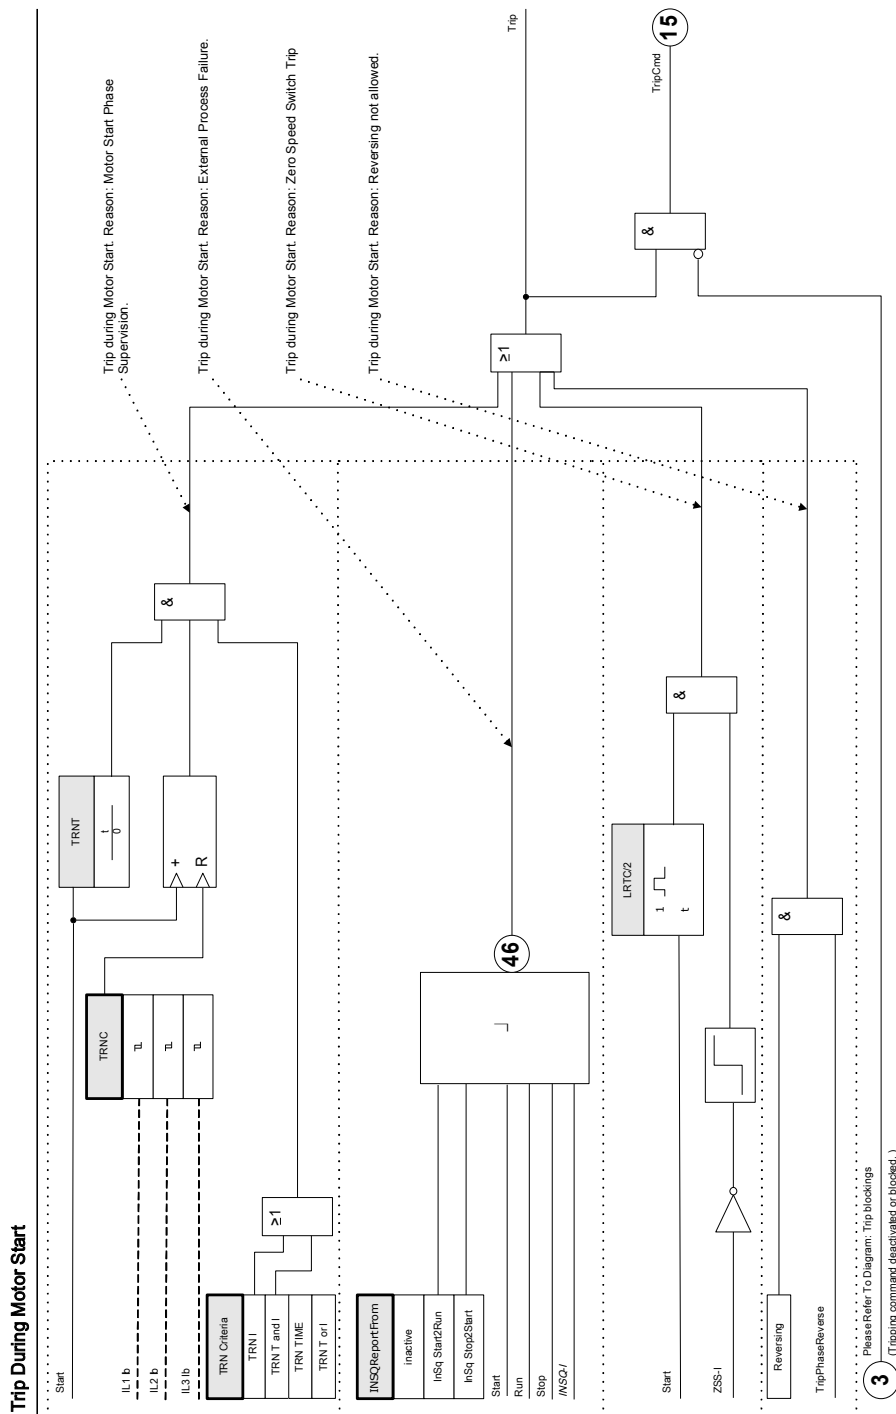 Trip During Motor Start
Start
IL1 b
IL2 b
IL3 Ib
TRN Criteria
TRN I
TRN T and I
TRN TIME
TRN T or I
TRNC
TRNT
t
0
+
R
≥1
&
Trip during Motor Start. Reason: Motor Start Phase
Supervision.
Trip during Motor Start. Reason: External Process Failure.
Trip during Motor Start. Reason: Zero Speed Switch Trip
Trip during Motor Start. Reason: Reversing not allowed.
INSQReportFrom
inactive
InSq Start2Run
InSq Stop2Start
Start
Run
Stop
INSQ-I
46
≥1
Trip
Start
ZSS-I
LRTC/2
1
t
&
Reversing
TripPhaseReverse
&
&
TripCmd
15
3
Please Refer To Diagram: Trip blockings
(Tripping command deactivated or blocked. )